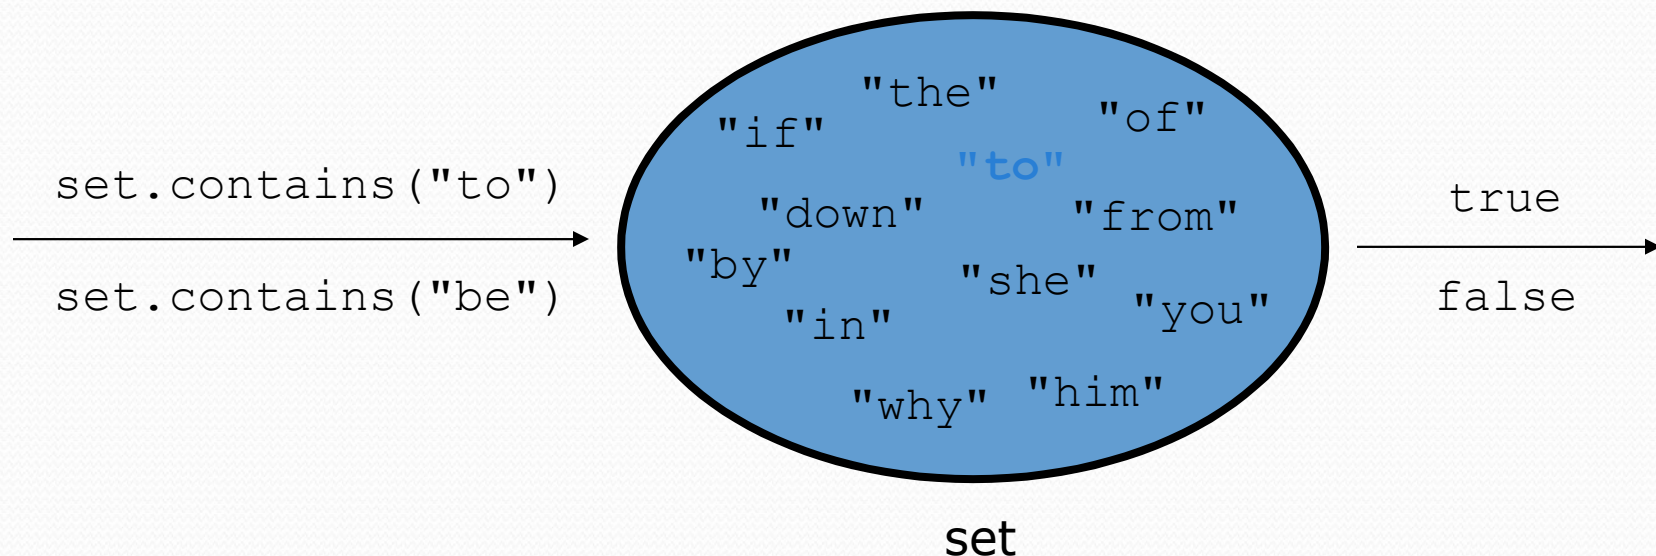 set.contains("to")
set.contains("be")
"the"
"of"
"if"
"to"
"down"
"from"
"by"
"she"
"in"
"you"
"why"
"him"
true
false
set